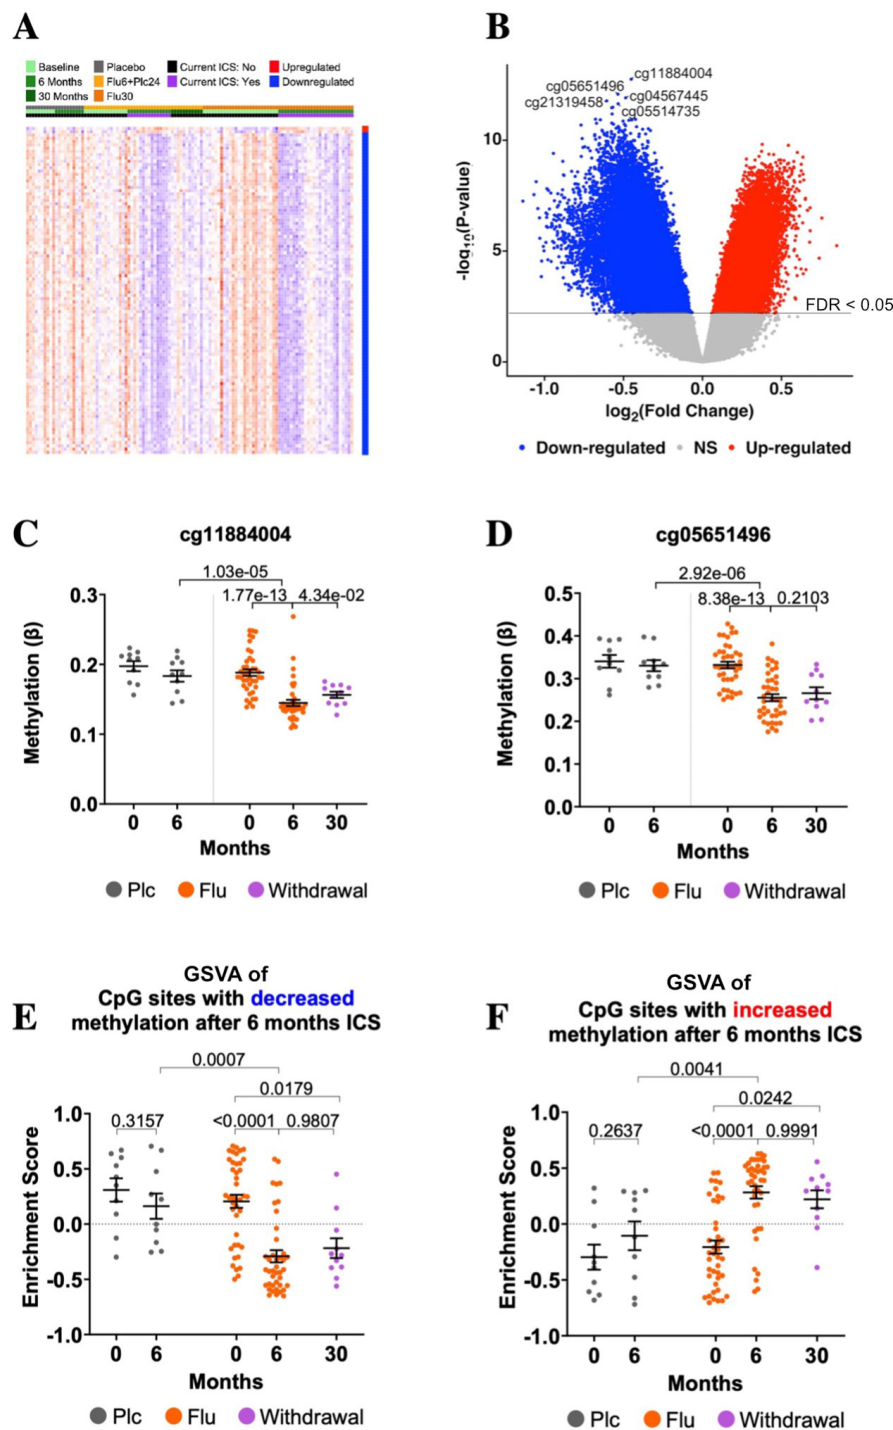 A
Baseline Placebo Current ICS: No Upregulated
6 Months Flu6+Plc24 Current ICS: Yes Downregulated
30 Months Flu30
B
cg11884004
cg05651496
cg04567445
cg21319458
cg05514735
10
5
0
-log10(P-value)
FDR < 0.05
-1.0 -0.5 0.0 0.5
log2(Fold Change)
Down-regulated NS Up-regulated
C
cg11884004
1.03e-05
1.77e-13 4.34e-02
0.3
0.2
0.1
0.0
Methylation (β)
0 6 0 6 30
Months
Plc Flu Withdrawal
D
cg05651496
2.92e-06
8.38e-13 0.2103
0.5
0.4
0.3
0.2
0.1
0.0
Methylation (β)
0 6 0 6 30
Months
Plc Flu Withdrawal
E
GSVA of
CpG sites with decreased
methylation after 6 months ICS
0.0007
0.0179
0.3157 <0.0001 0.9807
1.0
0.5
0.0
-0.5
-1.0
Enrichment Score
0 6 0 6 30
Months
Plc Flu Withdrawal
F
GSVA of
CpG sites with increased
methylation after 6 months ICS
0.0041
0.0242
0.2637 <0.0001 0.9991
1.0
0.5
0.0
-0.5
-1.0
Enrichment Score
0 6 0 6 30
Months
Plc Flu Withdrawal